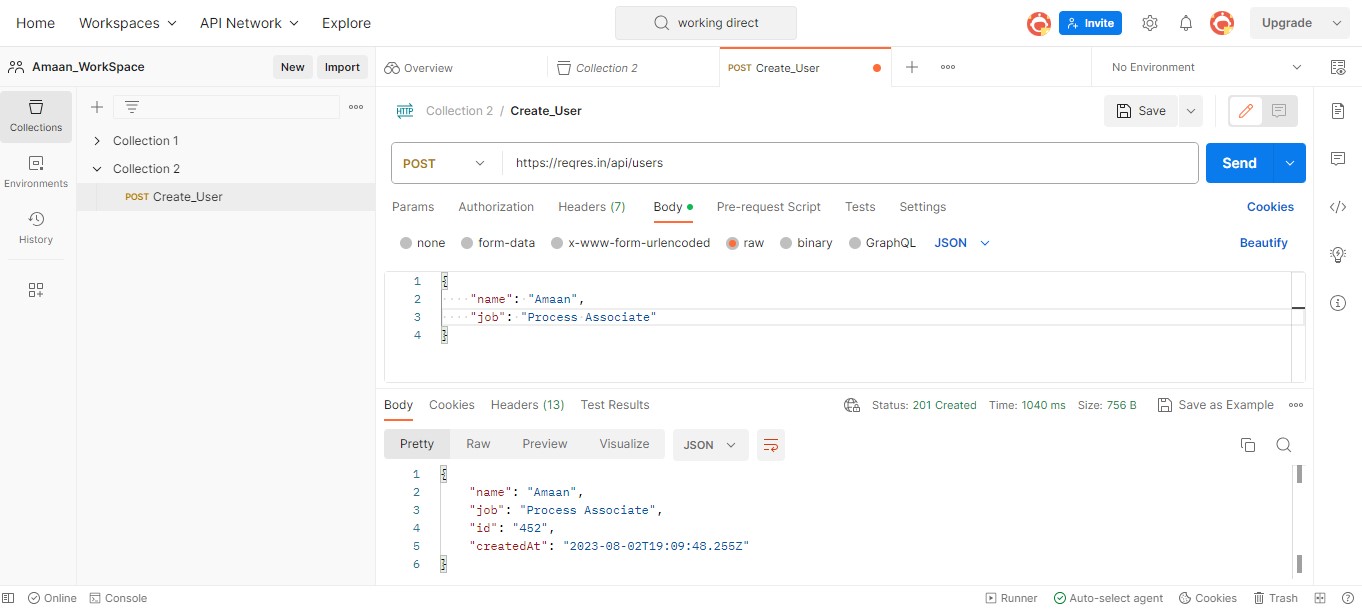 Home Workspaces API Network Explore working direct Invite Upgrade
Amaan_WorkSpace New Import Overview Collection 2 POST Create_User No Environment
Collections
Environments
History
Collection 1
Collection 2
POST Create_User
HTTP Collection 2 / Create_User Save
POST https://reqres.in/api/users Send
Params Authorization Headers (7) Body Pre-request Script Tests Settings Cookies
none form-data x-www-form-urlencoded raw binary GraphQL JSON Beautify
1 {
2 "name": "Amaan",
3 "job": "Process Associate"
4 }
Body Cookies Headers (13) Test Results Status: 201 Created Time: 1040 ms Size: 756 B Save as Example
Pretty Raw Preview Visualize JSON
1 {
2 "name": "Amaan",
3 "job": "Process Associate",
4 "id": "452",
5 "createdAt": "2023-08-02T19:09:48.255Z"
6 }
Online Console Runner Auto-select agent Cookies Trash